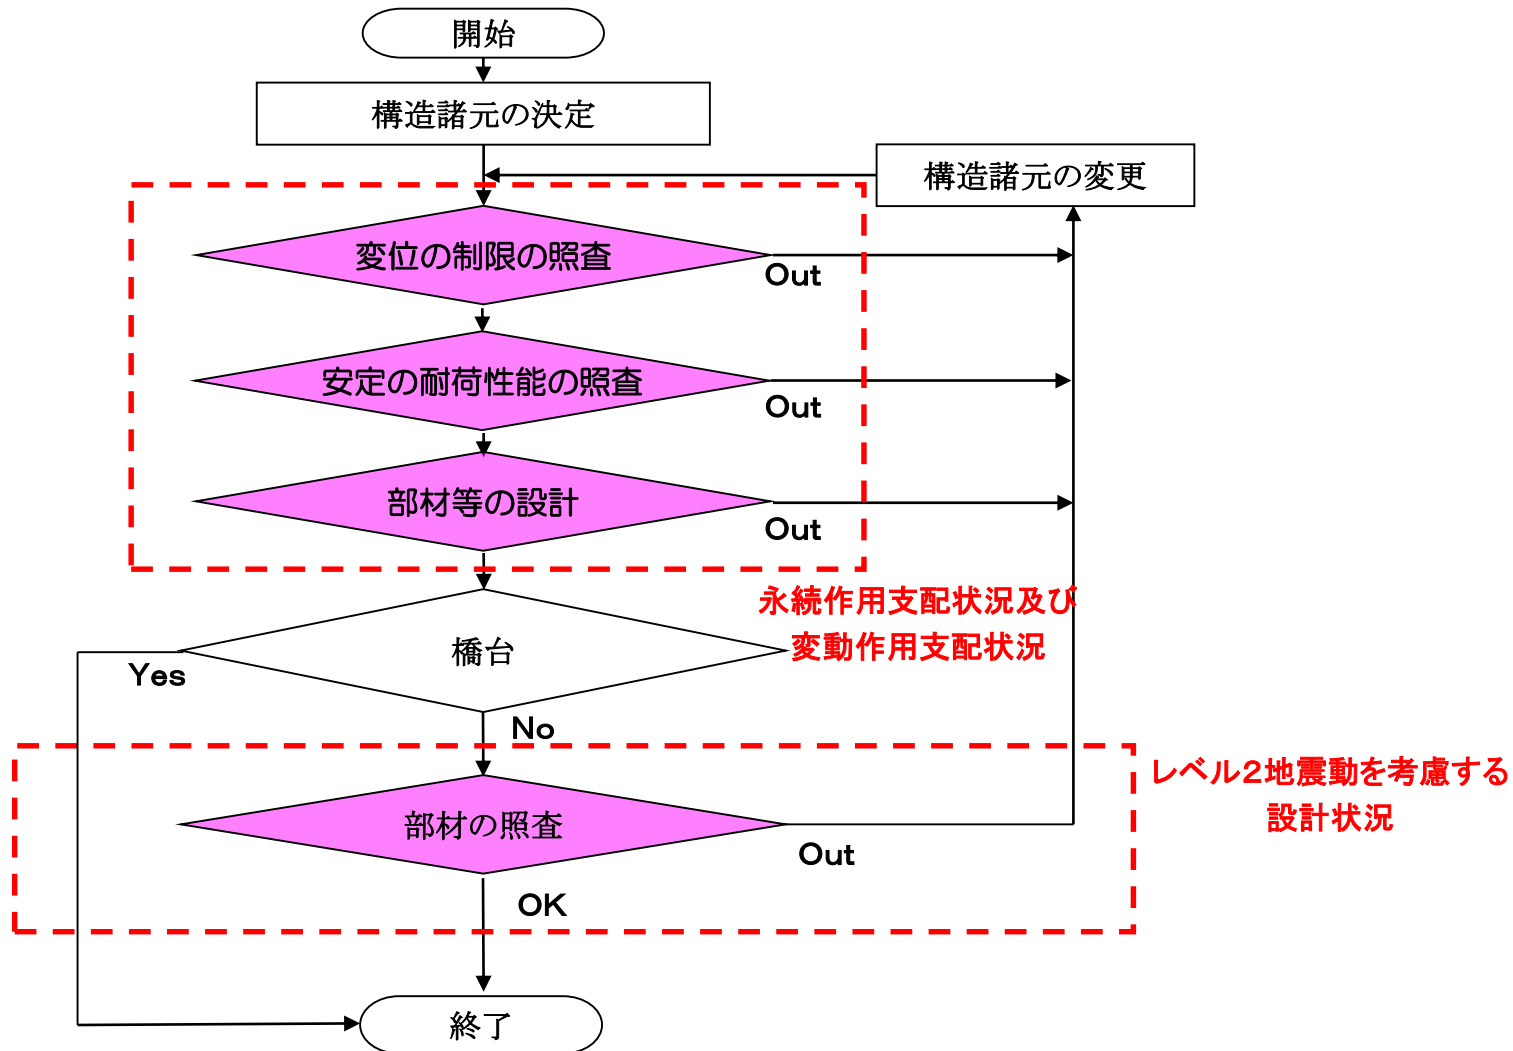 開始
構造諸元の決定
構造諸元の変更
変位の制限の照査
Out
安定の耐荷性能の照査
Out
部材等の設計
Out
永続作用支配状況及び
変動作用支配状況
橋台
Yes
No
レベル2地震動を考慮する
設計状況
部材の照査
Out
OK
終了